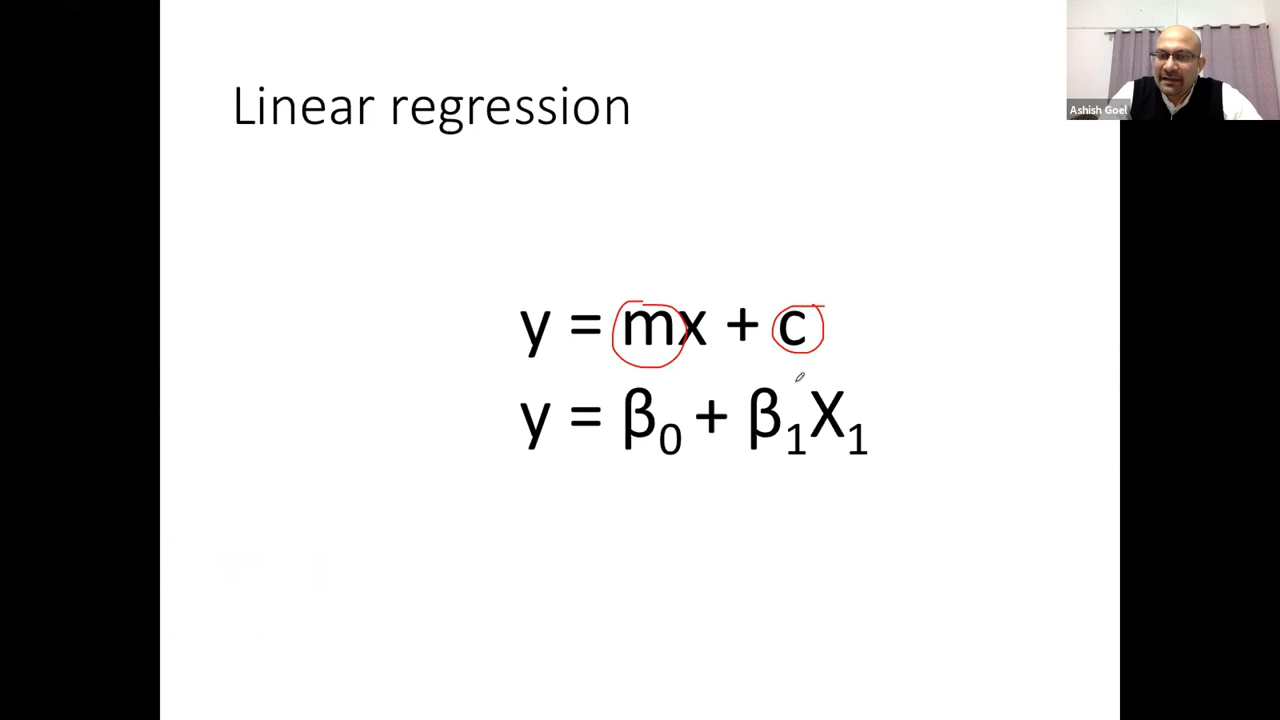 Linear regression
Ashish Goel
y = mx + c
y = β₀ + β₁X₁